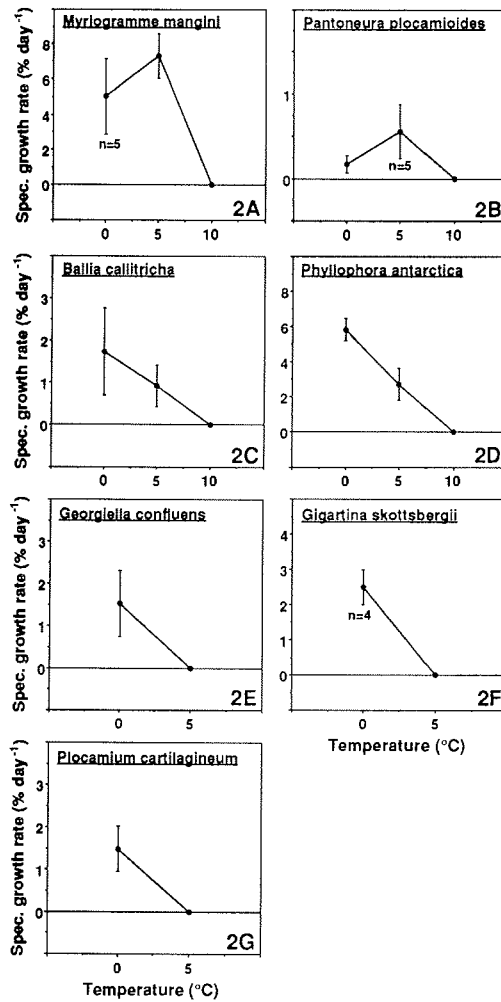 Myriogramme mangini
Spec. growth rate (% day⁻¹)
8
6
4
2
0
n=5
0 5 10
2A
Pantoneura plocamioides
1
0
n=5
0 5 10
2B
Ballia callitricha
Spec. growth rate (% day⁻¹)
3
2
1
0
0 5 10
2C
Phyllophora antarctica
8
6
4
2
0
0 5 10
2D
Georgiella confluens
Spec. growth rate (% day⁻¹)
3
2
1
0
0 5
2E
Gigartina skottsbergii
4
3
2
1
0
n=4
0 5
2F
Temperature (°C)
Plocamium cartilagineum
Spec. growth rate (% day⁻¹)
3
2
1
0
0 5
2G
Temperature (°C)